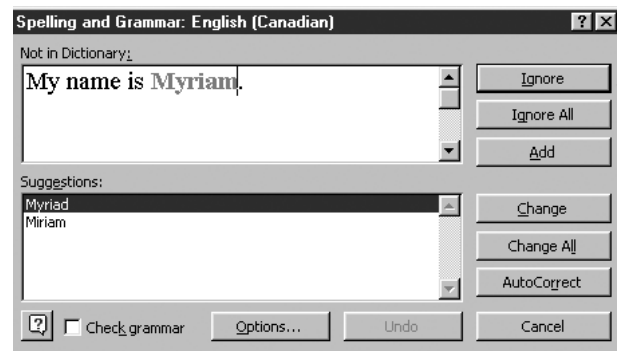 Spelling and Grammar: English (Canadian)
Not in Dictionary:
My name is Myriam.
Ignore
Ignore All
Add
Suggestions:
Myriad
Miriam
Change
Change All
AutoCorrect
Check grammar
Options...
Undo
Cancel